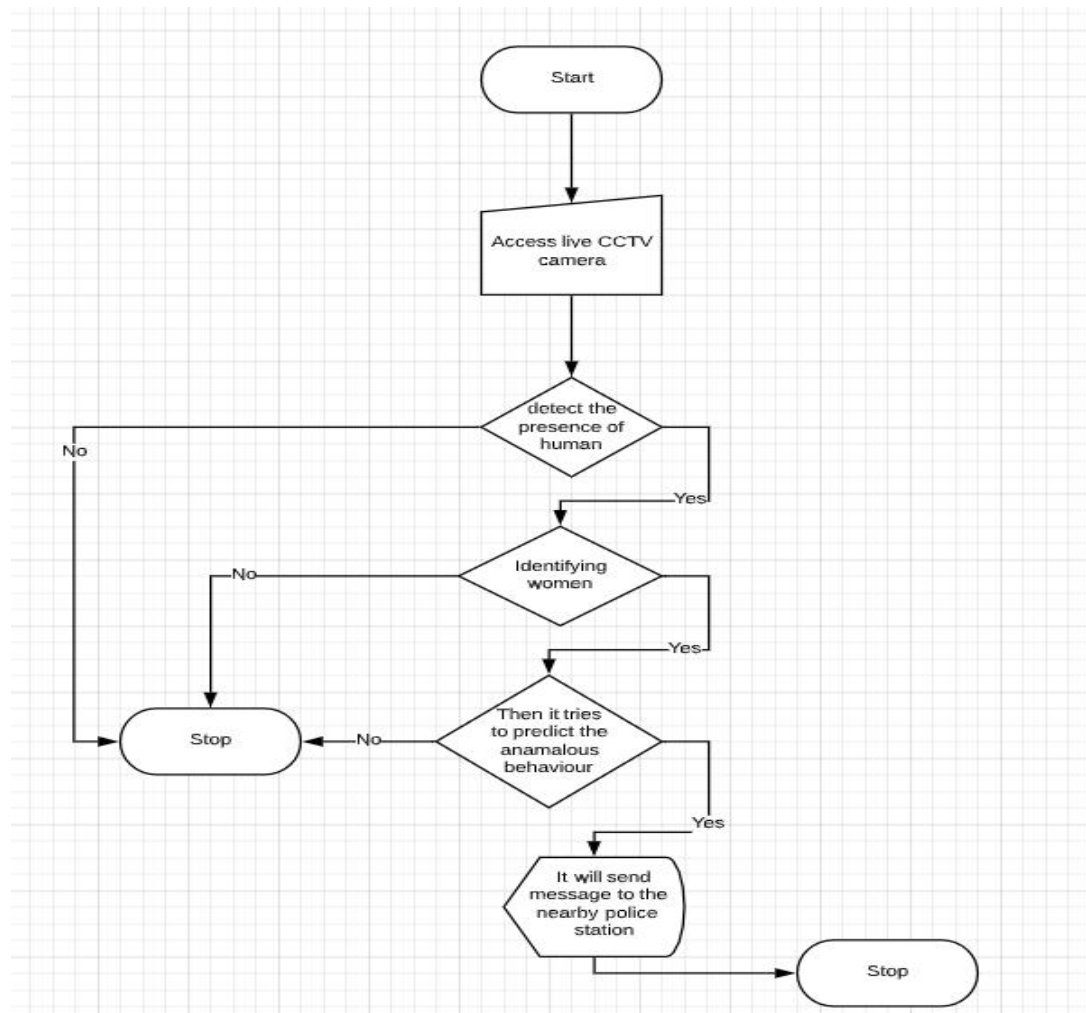 Start
Access live CCTV
camera
detect the
presence of
human
No
Yes
Identifying
women
No
Yes
Then it tries
to predict the
anamalous
behaviour
No
Stop
Yes
It will send
message to the
nearby police
station
Stop